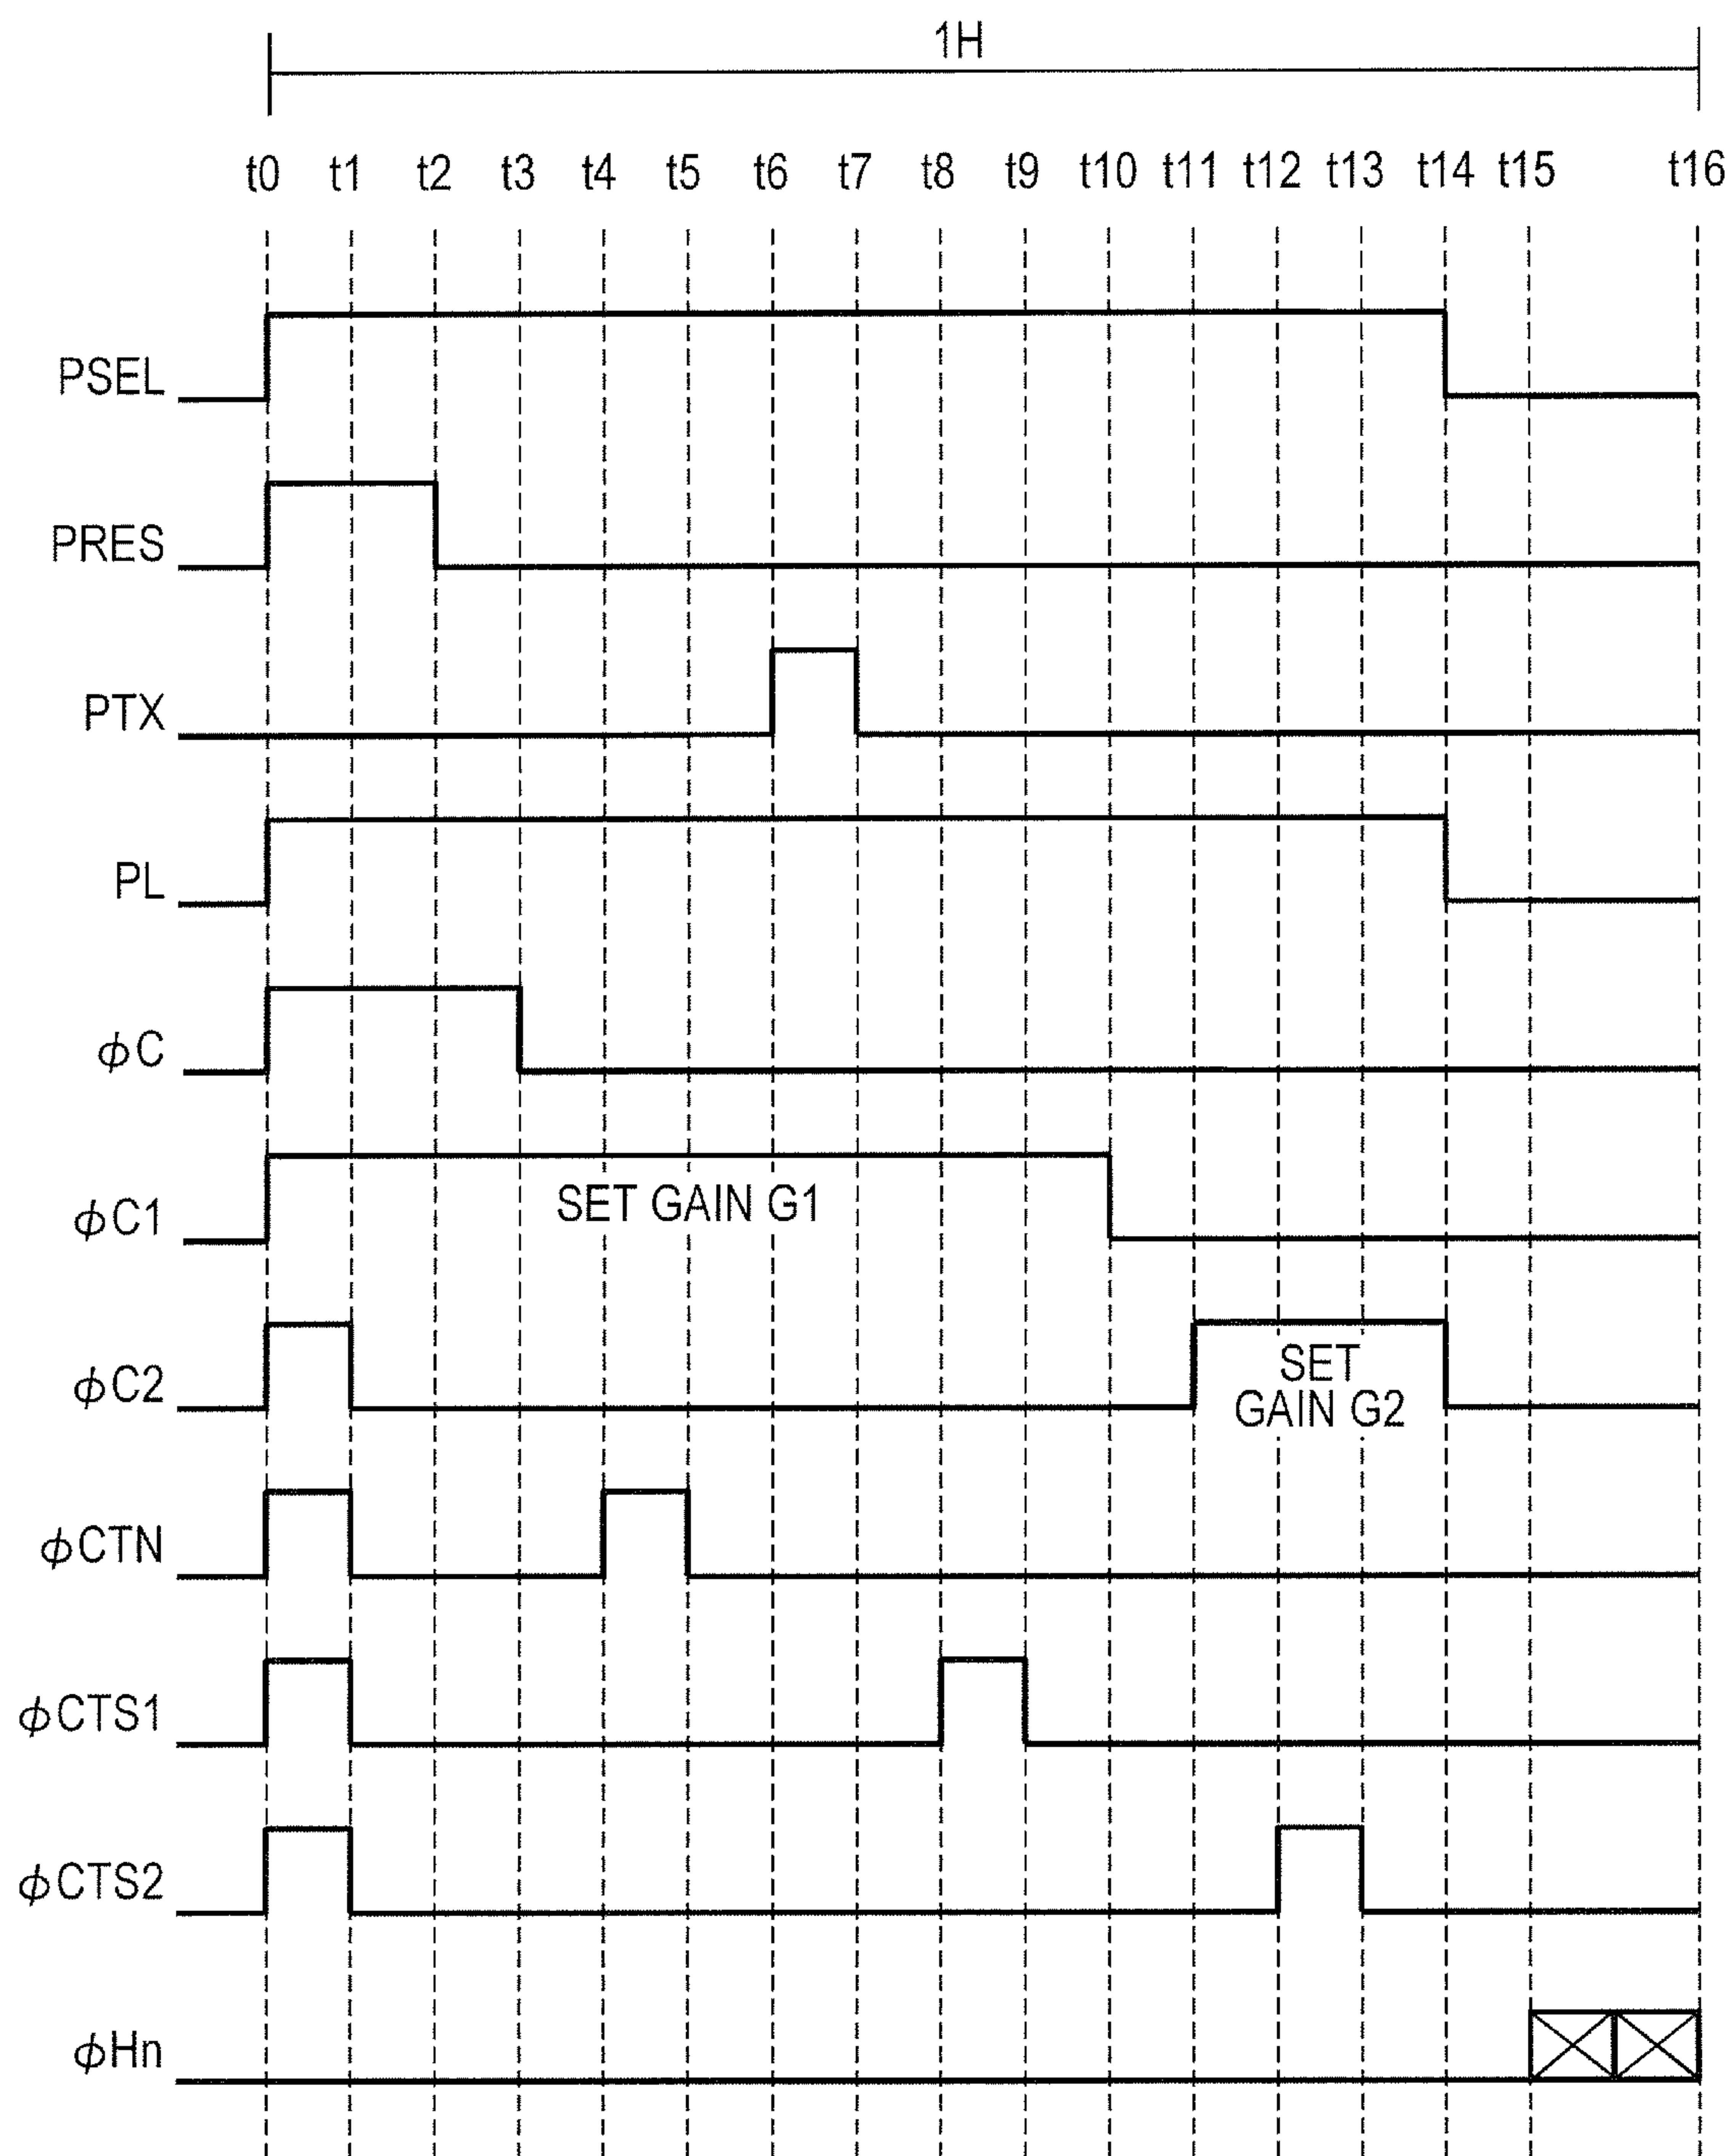 1H
t0 t1 t2 t3 t4 t5 t6 t7 t8 t9 t10 t11 t12 t13 t14 t15 t16
PSEL
PRES
PTX
PL
ϕC
ϕC1
SET GAIN G1
ϕC2
SET
GAIN G2
ϕCTN
ϕCTS1
ϕCTS2
ϕHn